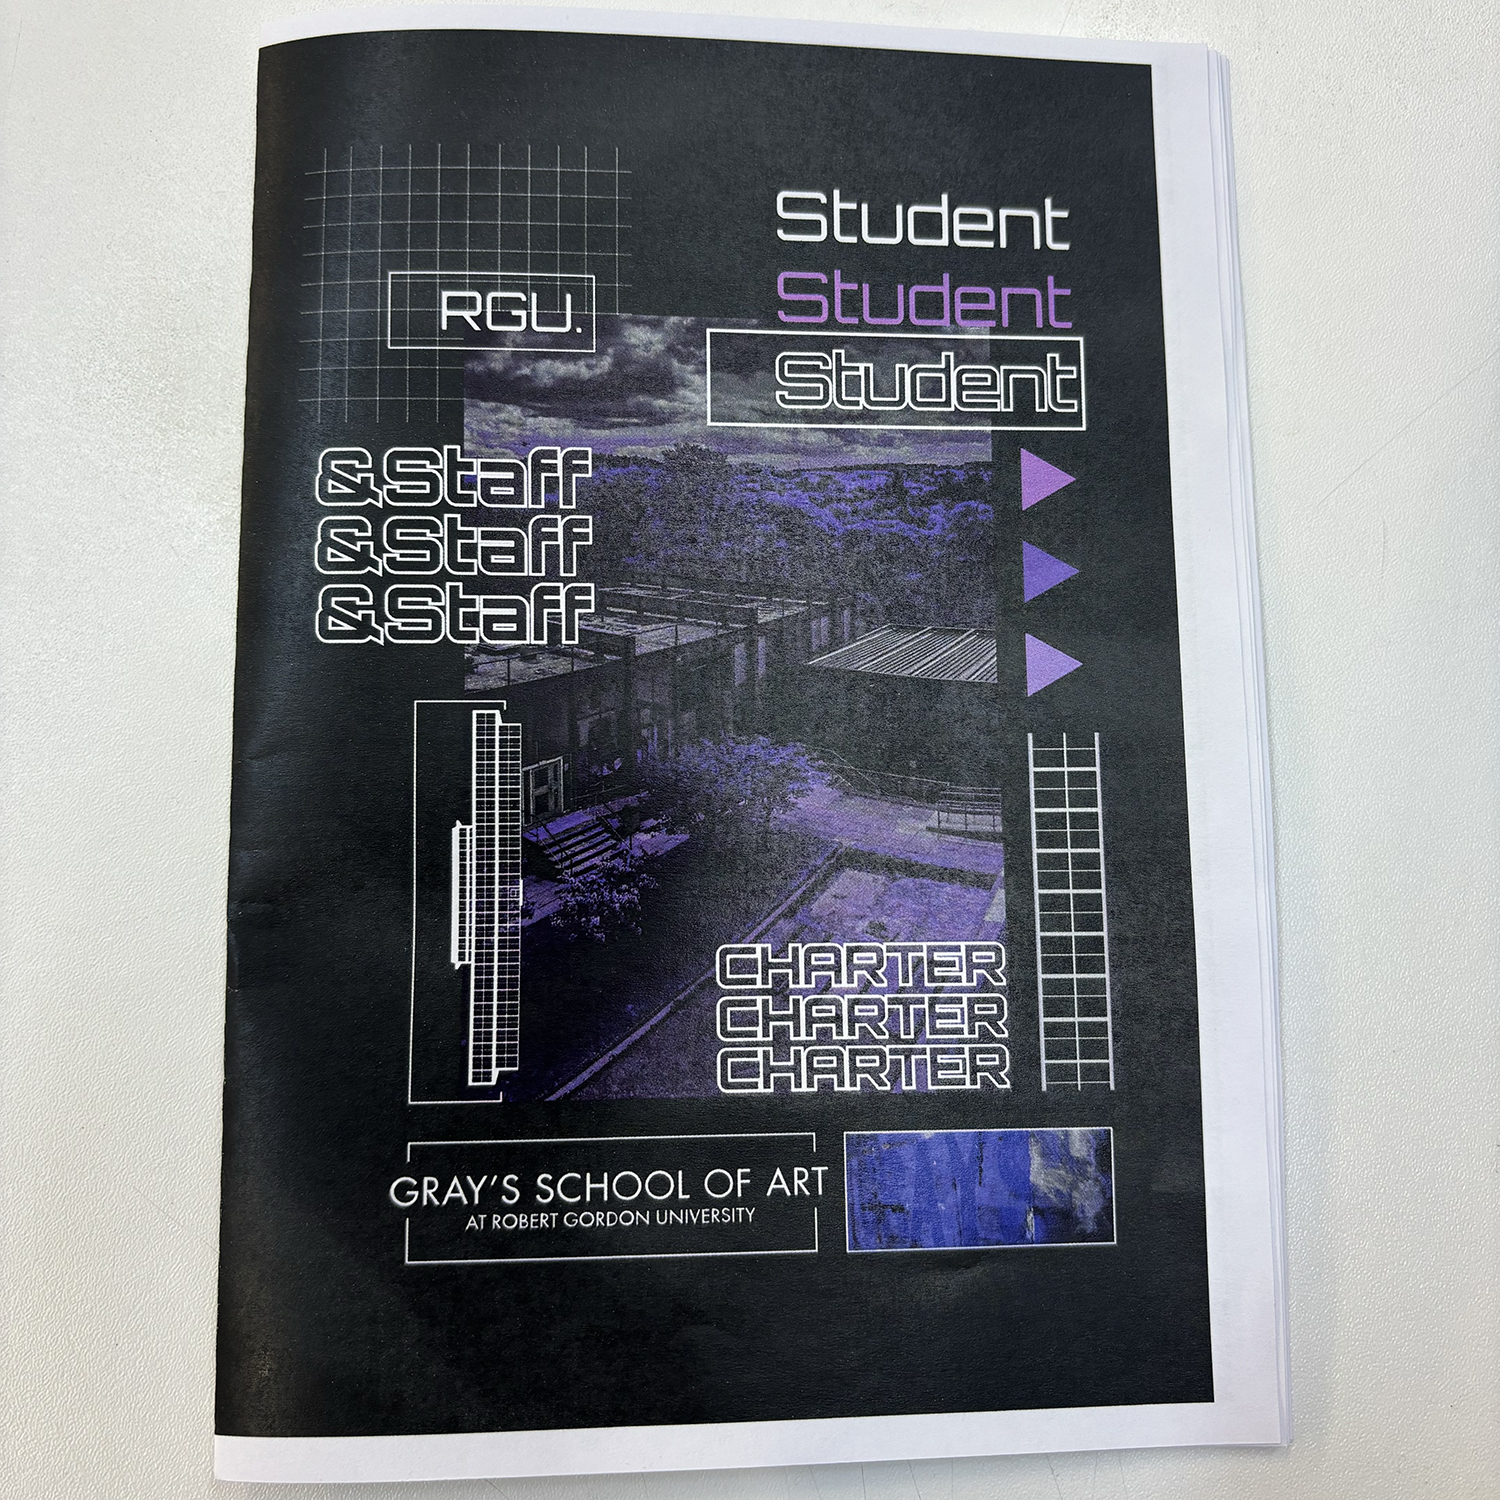 Student
Student
RGU.
Student
&Staff
&Staff
&Staff
CHARTER
CHARTER
CHARTER
GRAY'S SCHOOL OF ART
AT ROBERT GORDON UNIVERSITY